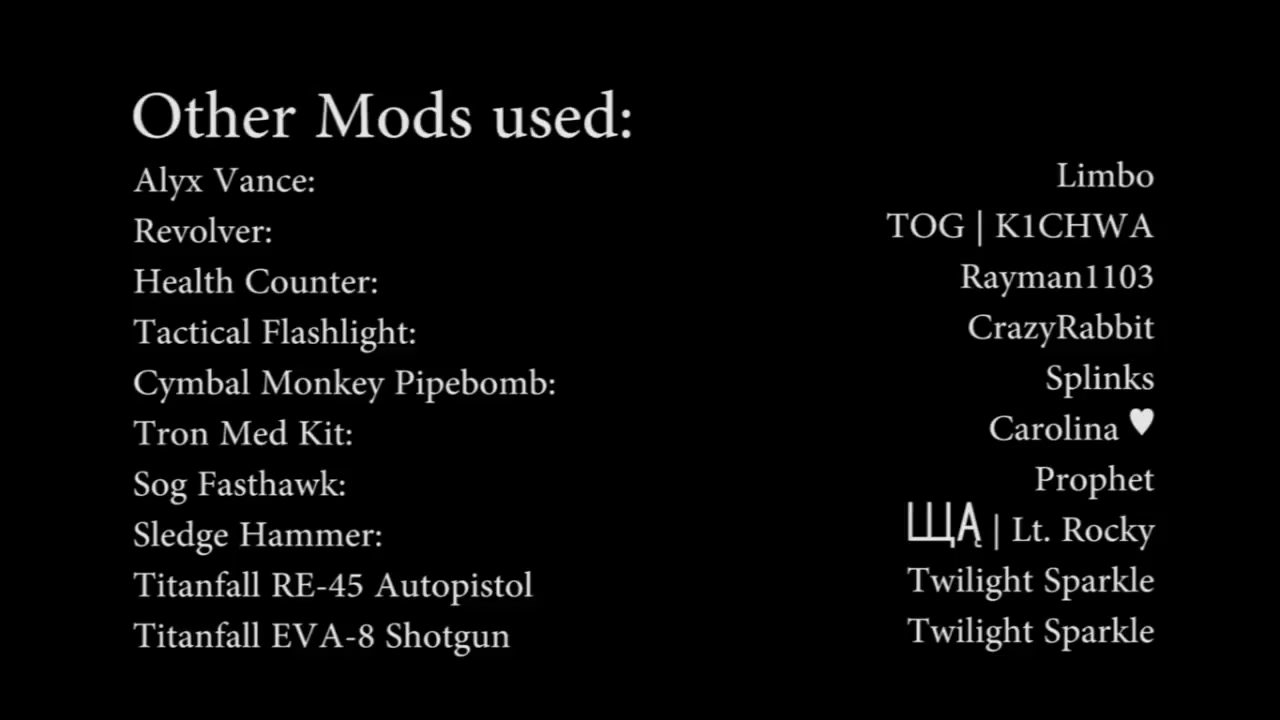 Other Mods used:
Alyx Vance: Limbo
Revolver: TOG | K1CHWA
Health Counter: Rayman1103
Tactical Flashlight: CrazyRabbit
Cymbal Monkey Pipebomb: Splinks
Tron Med Kit: Carolina ♥
Sog Fasthawk: Prophet
Sledge Hammer: ЩĄ | Lt. Rocky
Titanfall RE-45 Autopistol Twilight Sparkle
Titanfall EVA-8 Shotgun Twilight Sparkle